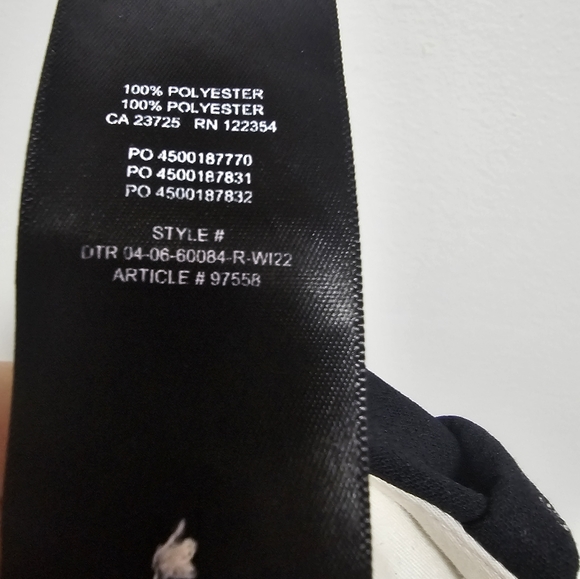 100% POLYESTER
100% POLYESTER
CA 23725 RN 122354
PO 4500187770
PO 4500187831
PO 4500187832
STYLE #
DTR 04-06-60084-R-WI22
ARTICLE # 97558